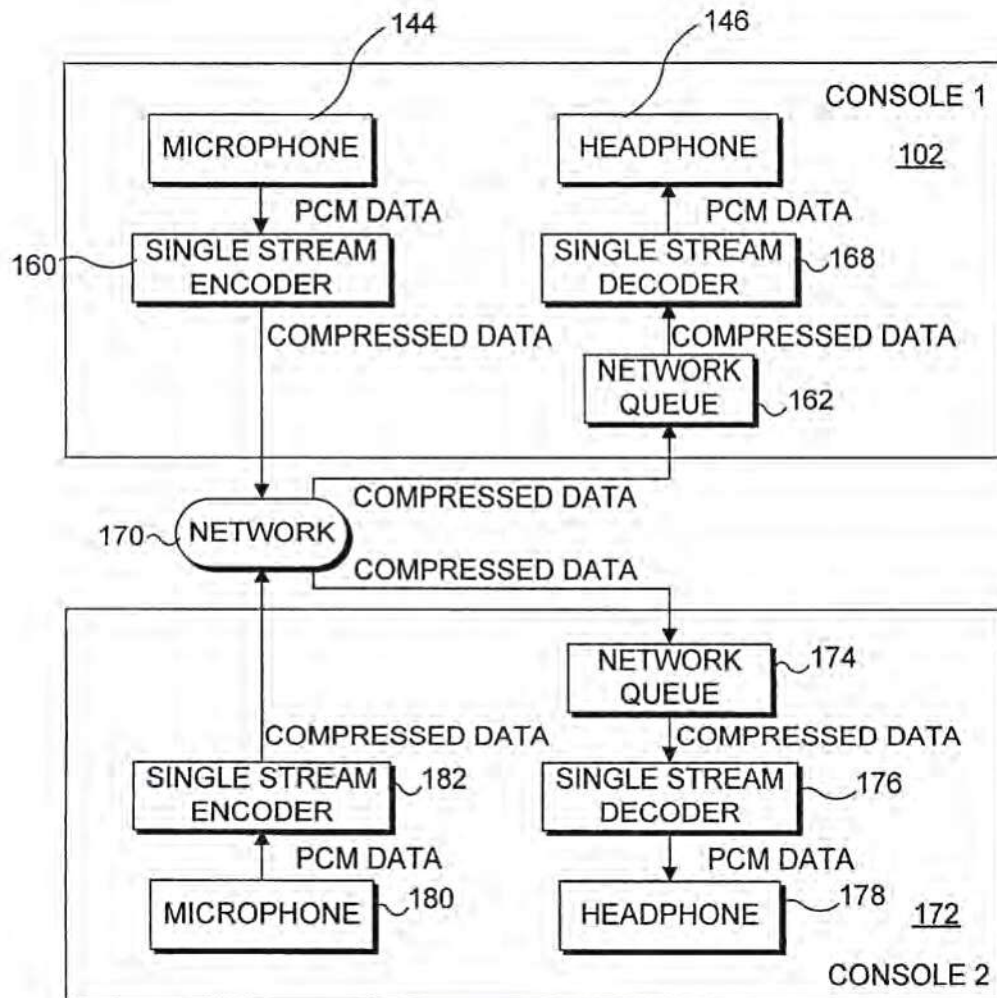 144
146
CONSOLE 1
102
MICROPHONE
HEADPHONE
PCM DATA
PCM DATA
160
SINGLE STREAM
ENCODER
SINGLE STREAM
DECODER
168
COMPRESSED DATA
COMPRESSED DATA
NETWORK
QUEUE
162
COMPRESSED DATA
170
NETWORK
COMPRESSED DATA
NETWORK
QUEUE
174
COMPRESSED DATA
COMPRESSED DATA
SINGLE STREAM
ENCODER
182
SINGLE STREAM
DECODER
176
PCM DATA
PCM DATA
MICROPHONE
180
HEADPHONE
178
172
CONSOLE 2